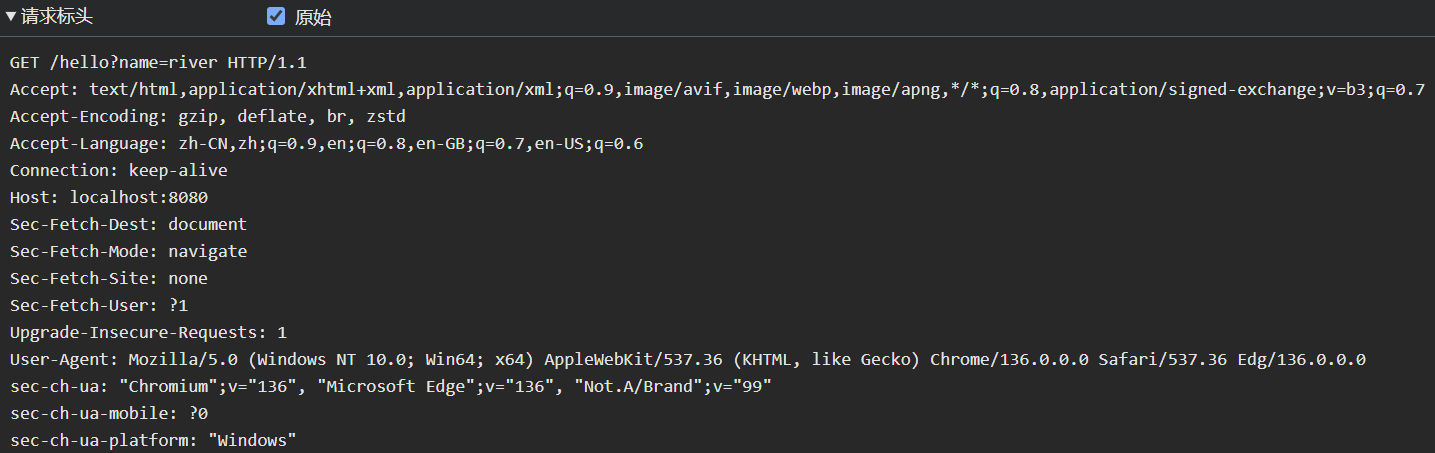 请求标头 原始
GET /hello?name=river HTTP/1.1
Accept: text/html,application/xhtml+xml,application/xml;q=0.9,image/avif,image/webp,image/apng,*/*;q=0.8,application/signed-exchange;v=b3;q=0.7
Accept-Encoding: gzip, deflate, br, zstd
Accept-Language: zh-CN,zh;q=0.9,en;q=0.8,en-GB;q=0.7,en-US;q=0.6
Connection: keep-alive
Host: localhost:8080
Sec-Fetch-Dest: document
Sec-Fetch-Mode: navigate
Sec-Fetch-Site: none
Sec-Fetch-User: ?1
Upgrade-Insecure-Requests: 1
User-Agent: Mozilla/5.0 (Windows NT 10.0; Win64; x64) AppleWebKit/537.36 (KHTML, like Gecko) Chrome/136.0.0.0 Safari/537.36 Edg/136.0.0.0
sec-ch-ua: "Chromium";v="136", "Microsoft Edge";v="136", "Not.A/Brand";v="99"
sec-ch-ua-mobile: ?0
sec-ch-ua-platform: "Windows"